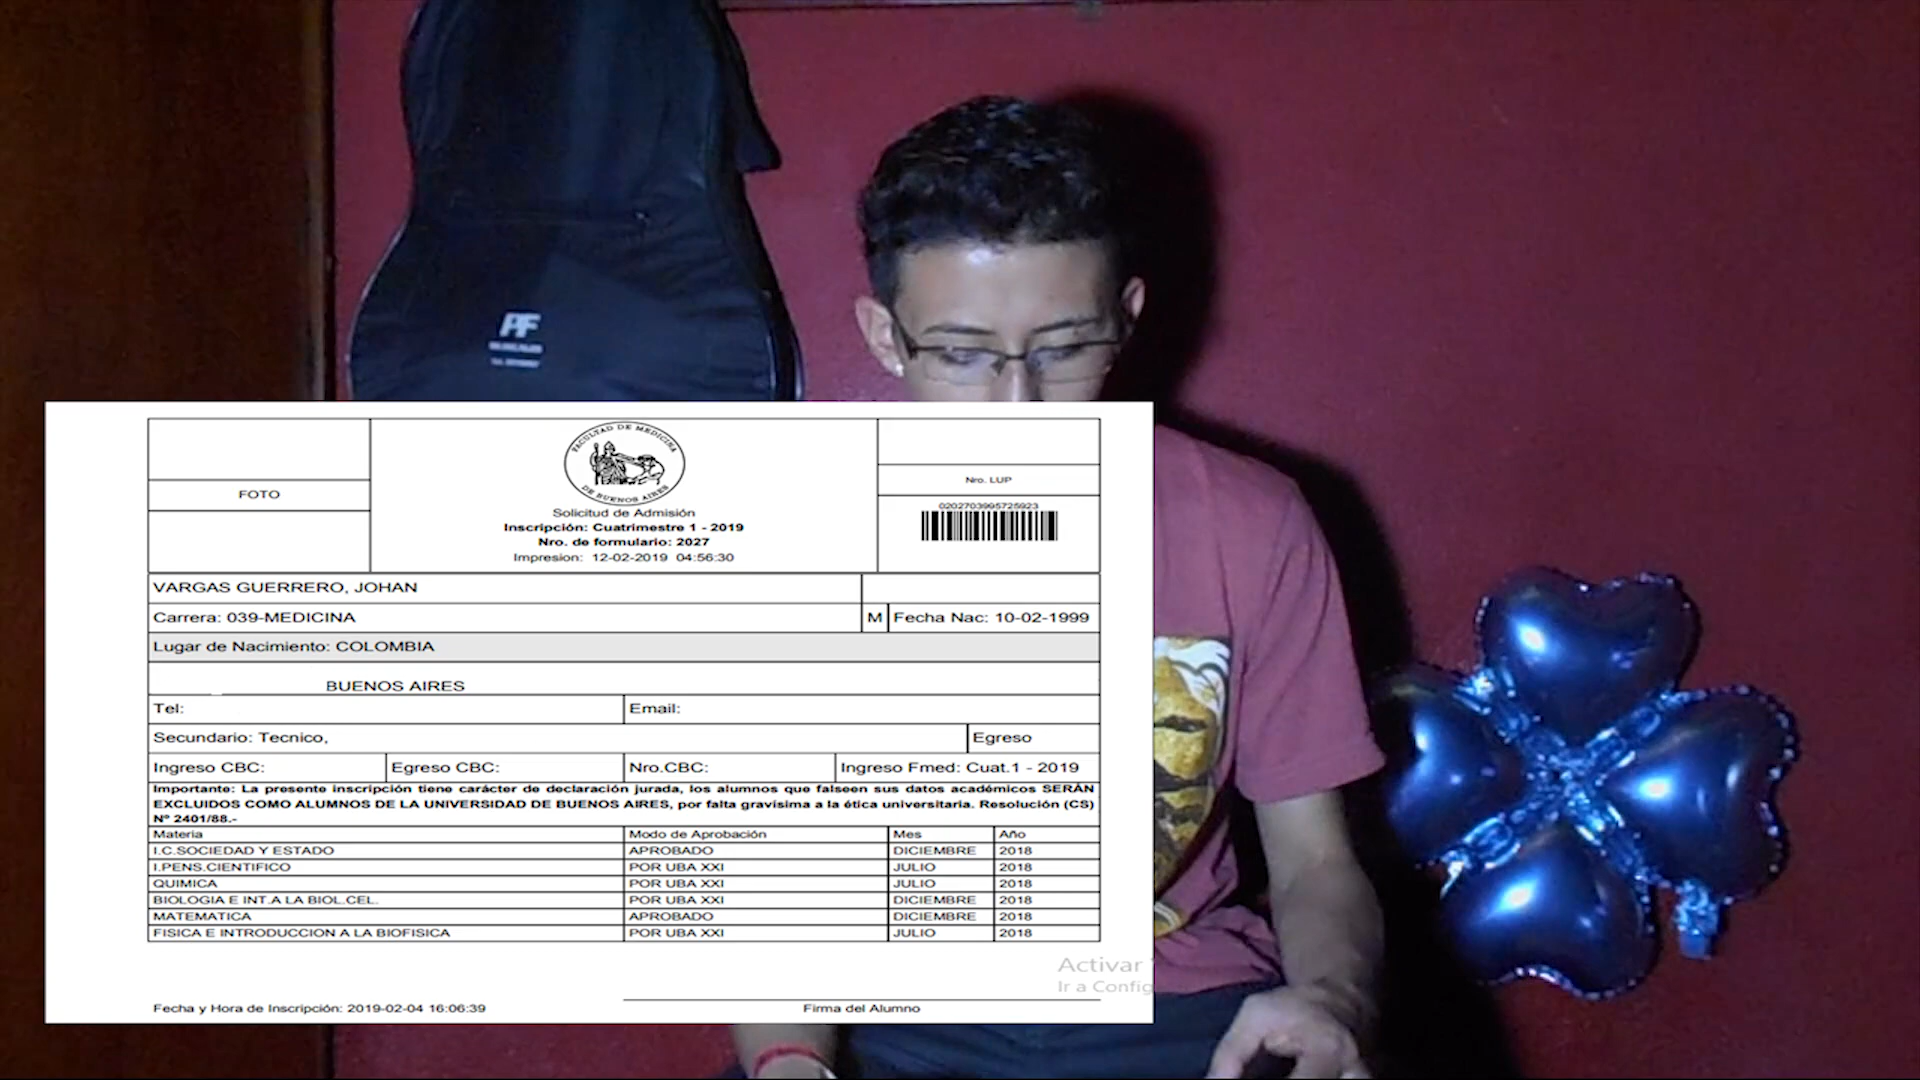 PF
FACULTAD DE MEDICINA
DE BUENOS AIRES
FOTO
Solicitud de Admisión
Inscripción: Cuatrimestre 1 - 2019
Nro. de formulario: 2027
Impresion: 12-02-2019 04:56:30
Nro. LUP
0202703995725923
VARGAS GUERRERO, JOHAN
Carrera: 039-MEDICINA M Fecha Nac: 10-02-1999
Lugar de Nacimiento: COLOMBIA
BUENOS AIRES
Tel: Email:
Secundario: Tecnico, Egreso
Ingreso CBC: Egreso CBC: Nro.CBC: Ingreso Fmed: Cuat.1 - 2019
Importante: La presente inscripción tiene carácter de declaración jurada, los alumnos que falseen sus datos académicos SERÁN
EXCLUIDOS COMO ALUMNOS DE LA UNIVERSIDAD DE BUENOS AIRES, por falta gravísima a la ética universitaria. Resolución (CS)
Nº 2401/88.-
Materia Modo de Aprobación Mes Año
I.C.SOCIEDAD Y ESTADO APROBADO DICIEMBRE 2018
I.PENS.CIENTIFICO POR UBA XXI JULIO 2018
QUIMICA POR UBA XXI JULIO 2018
BIOLOGIA E INT.A LA BIOL.CEL. POR UBA XXI DICIEMBRE 2018
MATEMATICA APROBADO DICIEMBRE 2018
FISICA E INTRODUCCION A LA BIOFISICA POR UBA XXI JULIO 2018
Activar
Ir a Config
Fecha y Hora de Inscripción: 2019-02-04 16:06:39 Firma del Alumno